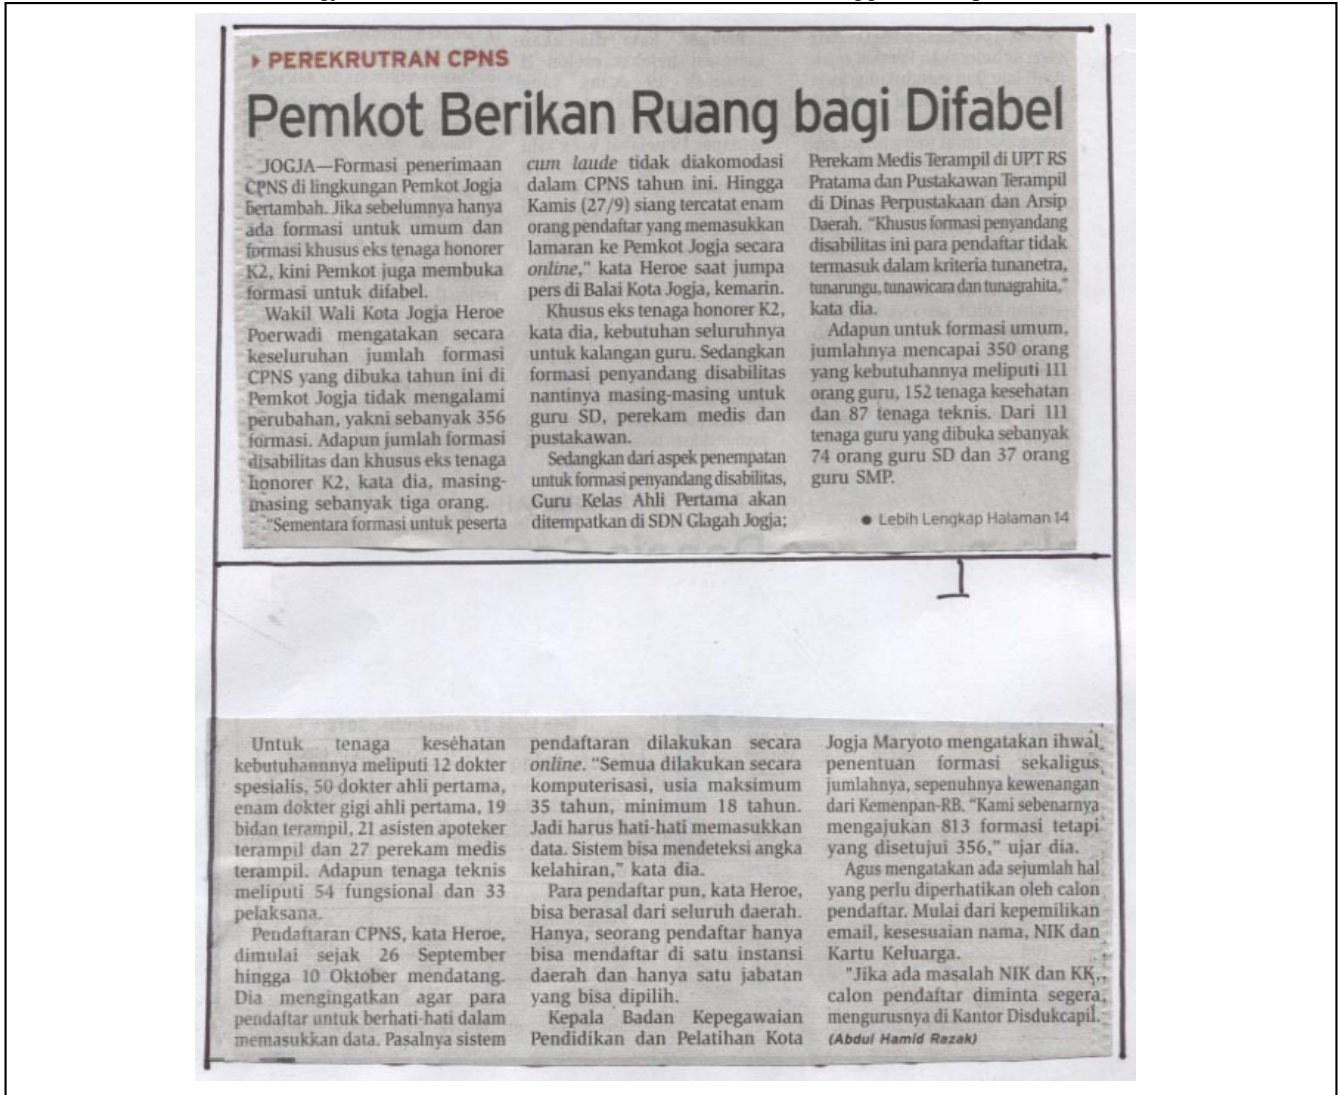 PEREKRUTRAN CPNS
Pemkot Berikan Ruang bagi Difabel
JOGJA—Formasi penerimaan
CPNS di lingkungan Pemkot Jogja
bertambah. Jika sebelumnya hanya
ada formasi untuk umum dan
formasi khusus eks tenaga honorer
K2, kini Pemkot juga membuka
formasi untuk difabel.
Wakil Wali Kota Jogja Heroe
Poerwadi mengatakan secara
keseluruhan jumlah formasi
CPNS yang dibuka tahun ini di
Pemkot Jogja tidak mengalami
perubahan, yakni sebanyak 356
formasi. Adapun jumlah formasi
disabilitas dan khusus eks tenaga
honorer K2, kata dia, masing-
masing sebanyak tiga orang.
"Sementara formasi untuk peserta
cum laude tidak diakomodasi
dalam CPNS tahun ini. Hingga
Kamis (27/9) siang tercatat enam
orang pendaftar yang memasukkan
lamaran ke Pemkot Jogja secara
online," kata Heroe saat jumpa
pers di Balai Kota Jogja, kemarin.
Khusus eks tenaga honorer K2,
kata dia, kebutuhan seluruhnya
untuk kalangan guru. Sedangkan
formasi penyandang disabilitas
nantinya masing-masing untuk
guru SD, perekam medis dan
pustakawan.
Sedangkan dari aspek penempatan
untuk formasi penyandang disabilitas,
Guru Kelas Ahli Pertama akan
ditempatkan di SDN Glagah Jogja;
Perekam Medis Terampil di UPT RS
Pratama dan Pustakawan Terampil
di Dinas Perpustakaan dan Arsip
Daerah. "Khusus formasi penyandang
disabilitas ini para pendaftar tidak
termasuk dalam kriteria tunanetra,
tunarungu, tunawicara dan tunagrahita,"
kata dia.
Adapun untuk formasi umum,
jumlahnya mencapai 350 orang
yang kebutuhannya meliputi 111
orang guru, 152 tenaga kesehatan
dan 87 tenaga teknis. Dari 111
tenaga guru yang dibuka sebanyak
74 orang guru SD dan 37 orang
guru SMP.
● Lebih Lengkap Halaman 14
1
Untuk tenaga kesehatan
kebutuhannnya meliputi 12 dokter
spesialis, 50 dokter ahli pertama,
enam dokter gigi ahli pertama, 19
bidan terampil, 21 asisten apoteker
terampil dan 27 perekam medis
terampil. Adapun tenaga teknis
meliputi 54 fungsional dan 33
pelaksana.
Pendaftaran CPNS, kata Heroe,
dimulai sejak 26 September
hingga 10 Oktober mendatang.
Dia mengingatkan agar para
pendaftar untuk berhati-hati dalam
memasukkan data. Pasalnya sistem
pendaftaran dilakukan secara
online. "Semua dilakukan secara
komputerisasi, usia maksimum
35 tahun, minimum 18 tahun.
Jadi harus hati-hati memasukkan
data. Sistem bisa mendeteksi angka
kelahiran," kata dia.
Para pendaftar pun, kata Heroe,
bisa berasal dari seluruh daerah.
Hanya, seorang pendaftar hanya
bisa mendaftar di satu instansi
daerah dan hanya satu jabatan
yang bisa dipilih.
Kepala Badan Kepegawaian
Pendidikan dan Pelatihan Kota
Jogja Maryoto mengatakan ihwal
penentuan formasi sekaligus
jumlahnya, sepenuhnya kewenangan
dari Kemenpan-RB. "Kami sebenarnya
mengajukan 813 formasi tetapi
yang disetujui 356," ujar dia.
Agus mengatakan ada sejumlah hal
yang perlu diperhatikan oleh calon
pendaftar. Mulai dari kepemilikan
email, kesesuaian nama, NIK dan
Kartu Keluarga.
"Jika ada masalah NIK dan KK,
calon pendaftar diminta segera
mengurusnya di Kantor Disdukcapil.
(Abdul Hamid Razak)